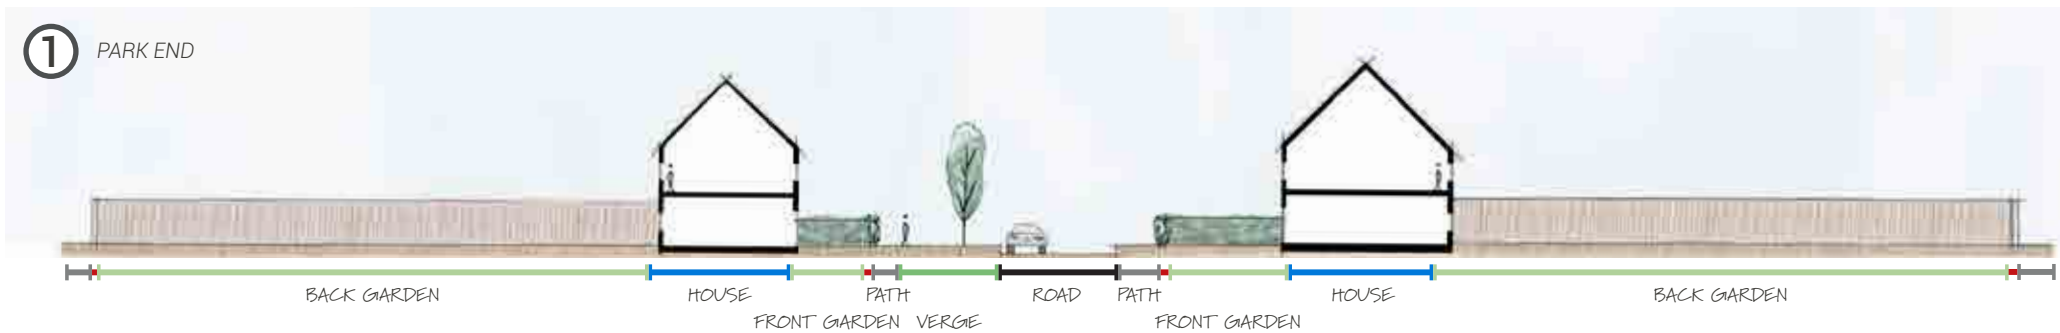 1 PARK END
BACK GARDEN HOUSE PATH ROAD PATH HOUSE BACK GARDEN
FRONT GARDEN VERGE FRONT GARDEN